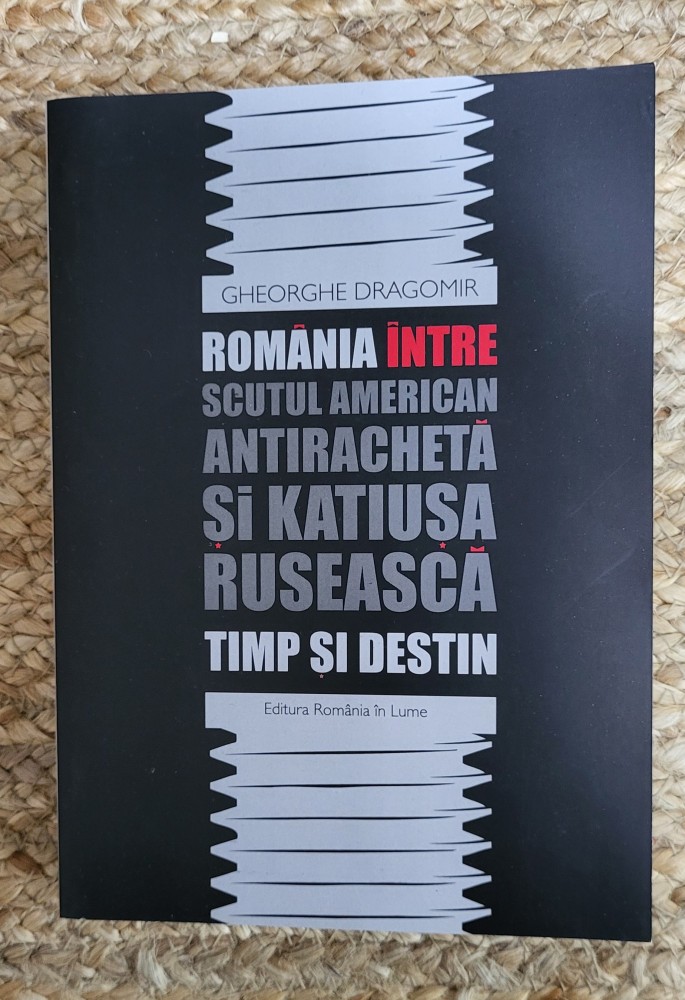 GHEORGHE DRAGOMIR
ROMÂNIA ÎNTRE
SCUTUL AMERICAN
ANTIRACHETĂ
ȘI KATIUȘA
RUSEASCĂ
TIMP ȘI DESTIN
Editura România în Lume